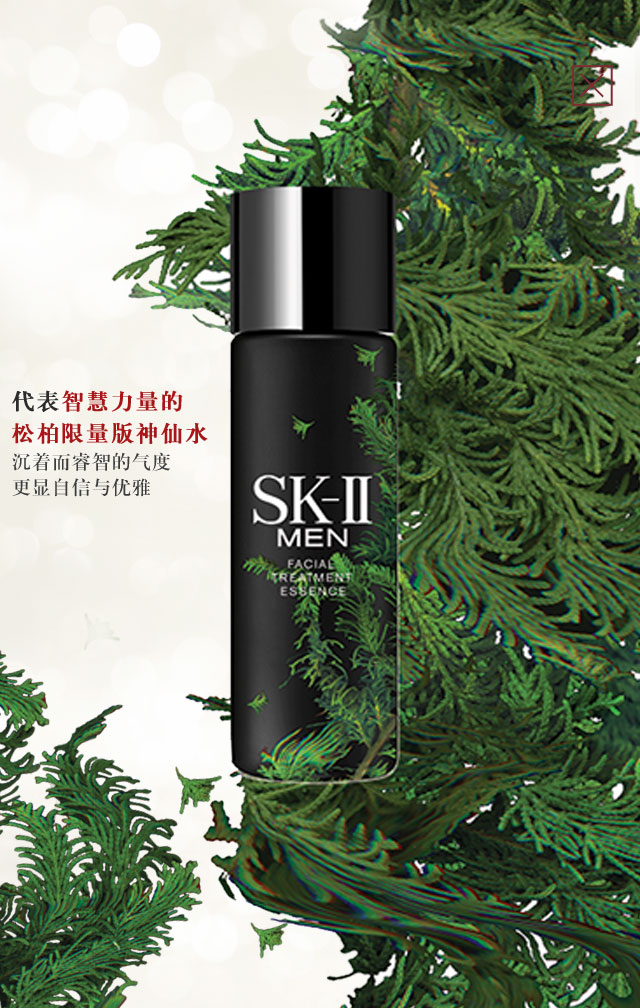 代表智慧力量的
松柏限量版神仙水
沉着而睿智的气度
更显自信与优雅
SK-II
MEN
FACIAL
TREATMENT
ESSENCE